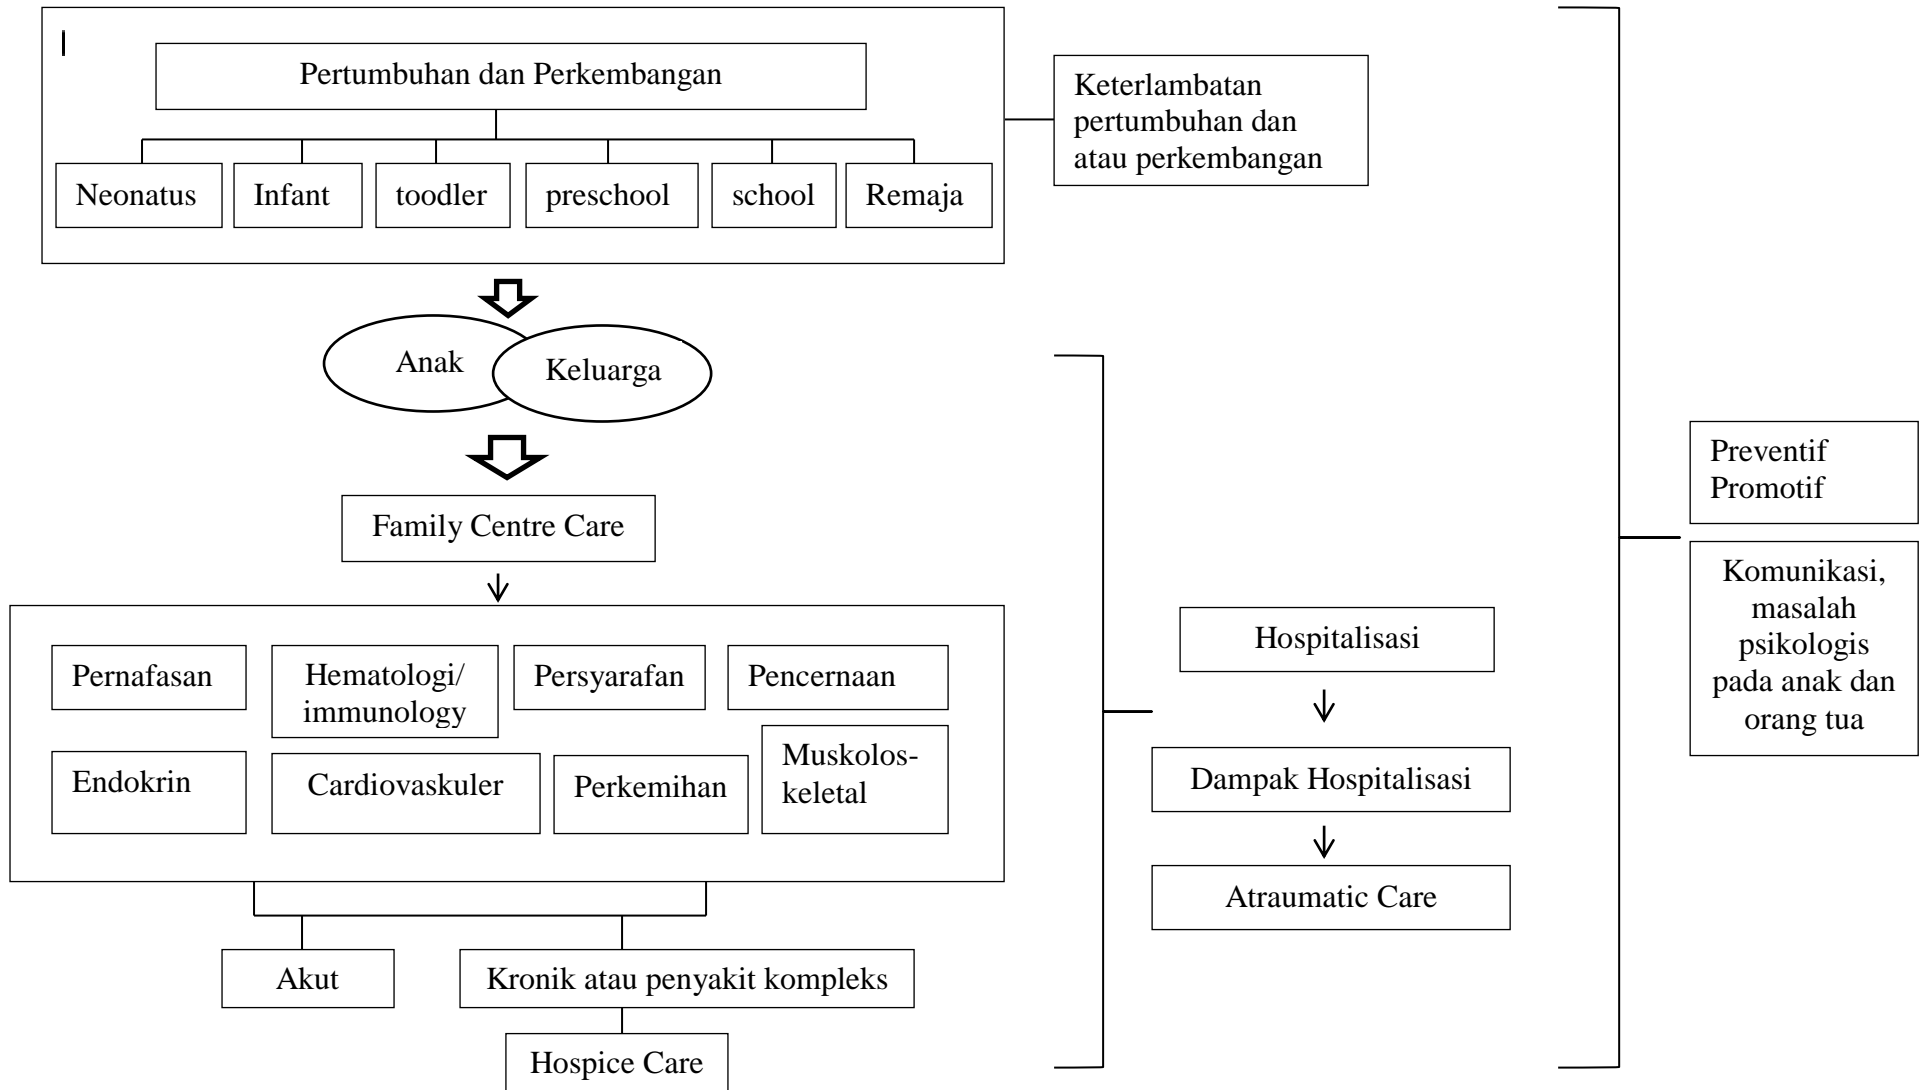 Pertumbuhan dan Perkembangan
Neonatus
Infant
toodler
preschool
school
Remaja
Keterlambatan
pertumbuhan dan
atau perkembangan
Anak
Keluarga
Family Centre Care
Pernafasan
Hematologi/
immunology
Persyarafan
Pencernaan
Endokrin
Cardiovaskuler
Perkemihan
Muskolos-
keletal
Akut
Kronik atau penyakit kompleks
Hospice Care
Hospitalisasi
Dampak Hospitalisasi
Atraumatic Care
Preventif
Promotif
Komunikasi,
masalah
psikologis
pada anak dan
orang tua